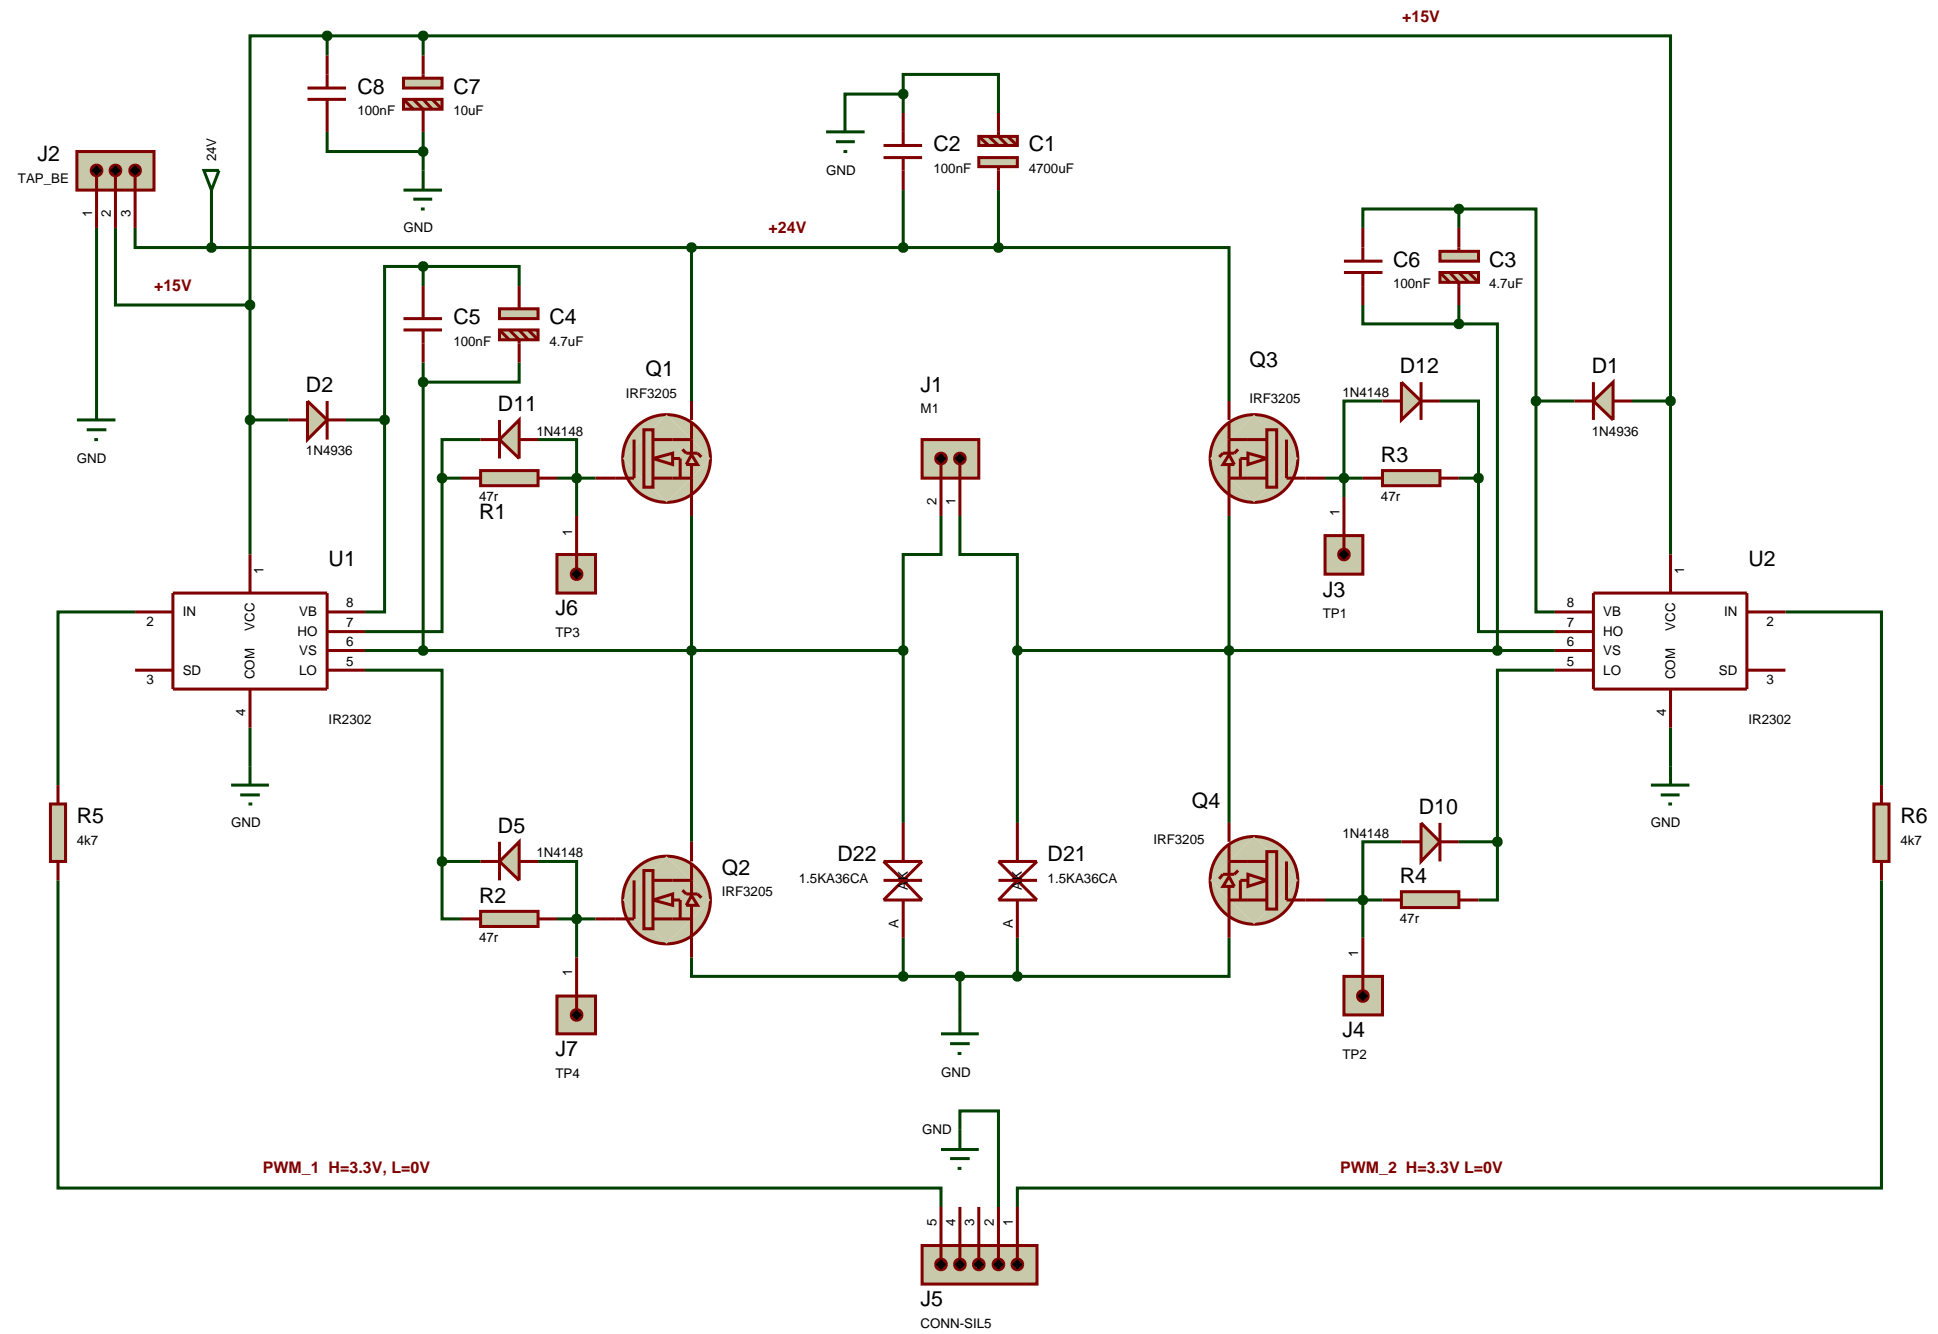 +15V
C8
100nF
C7
10uF
GND
J2
TAP_BE
1
2
3
24V
+15V
GND
C2
100nF
C1
4700uF
GND
+24V
C6
100nF
C3
4.7uF
C5
100nF
C4
4.7uF
D2
1N4936
D11
1N4148
47r
R1
Q1
IRF3205
J1
M1
2
1
Q3
IRF3205
D12
1N4148
R3
47r
D1
1N4936
1
J6
TP3
1
J3
TP1
U1
1
IN
2
SD
3
VCC
COM
VB
8
HO
7
VS
6
LO
5
4
IR2302
GND
U2
1
8
VB
7
HO
6
VS
5
LO
VCC
COM
IN
2
SD
3
4
IR2302
GND
R5
4k7
D5
1N4148
R2
47r
Q2
IRF3205
D22
1.5KA36CA
A
D21
1.5KA36CA
A
Q4
IRF3205
D10
1N4148
R4
47r
R6
4k7
1
J7
TP4
1
J4
TP2
GND
GND
PWM_1 H=3.3V, L=0V
PWM_2 H=3.3V L=0V
5
4
3
2
1
J5
CONN-SIL5